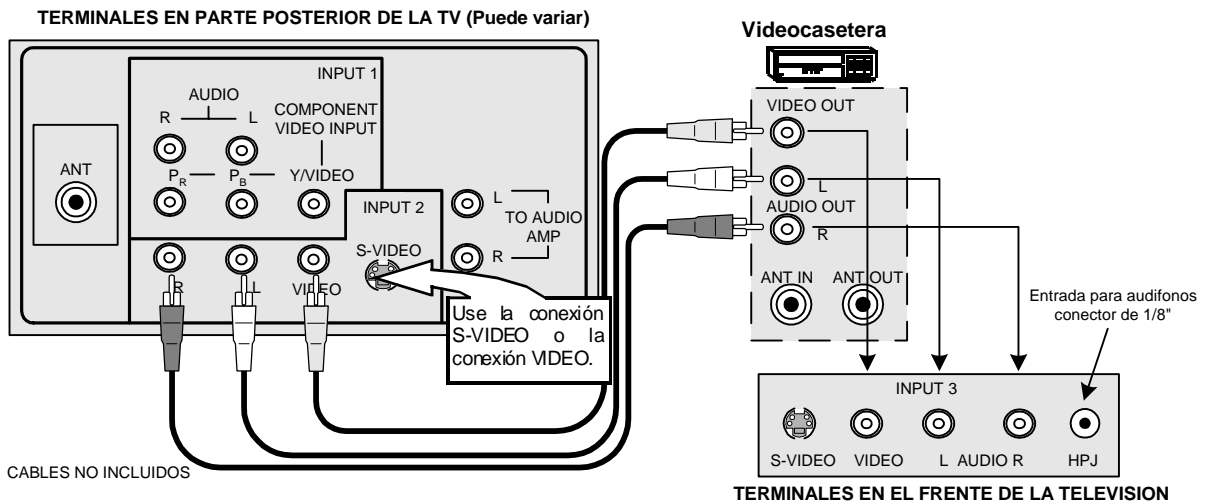 TERMINALES EN PARTE POSTERIOR DE LA TV (Puede variar)
INPUT 1
AUDIO
R L
COMPONENT
VIDEO INPUT
ANT
PR PB Y/VIDEO
INPUT 2
L
TO AUDIO
AMP
S-VIDEO
R
R L VIDEO
Use la conexión
S-VIDEO o la
conexión VIDEO.
CABLES NO INCLUIDOS
Videocasetera
VIDEO OUT
L
AUDIO OUT
R
ANT IN ANT OUT
Entrada para audifonos
conector de 1/8"
INPUT 3
S-VIDEO VIDEO L AUDIO R HPJ
TERMINALES EN EL FRENTE DE LA TELEVISION